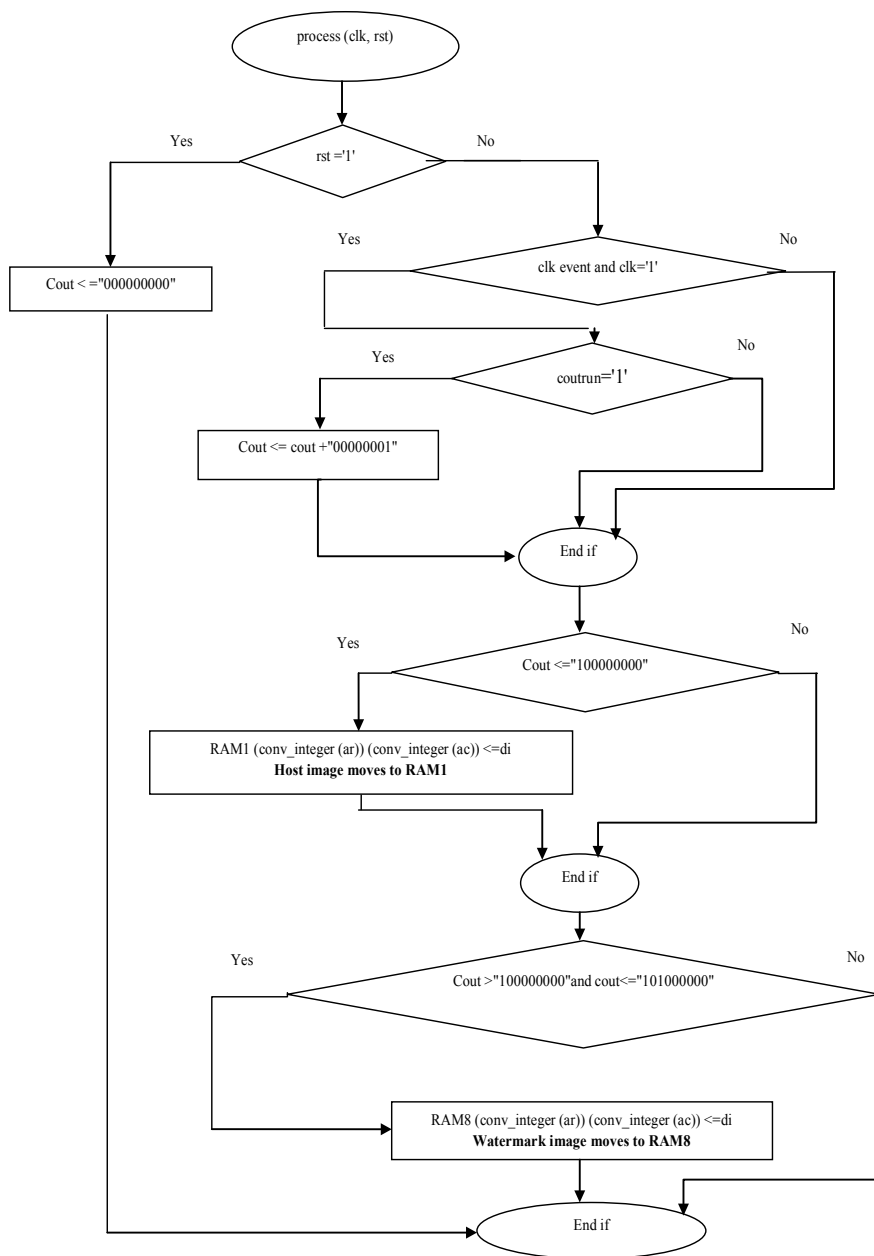 process (clk, rst)
Yes
rst ='1'
No
Yes
No
clk event and clk='1'
Cout < ="000000000"
Yes
No
coutrun='1'
Cout <= cout +"00000001"
End if
Yes
No
Cout <="100000000"
RAM1 (conv_integer (ar)) (conv_integer (ac)) <=di
Host image moves to RAM1
End if
Yes
No
Cout >"100000000"and cout<="101000000"
RAM8 (conv_integer (ar)) (conv_integer (ac)) <=di
Watermark image moves to RAM8
End if